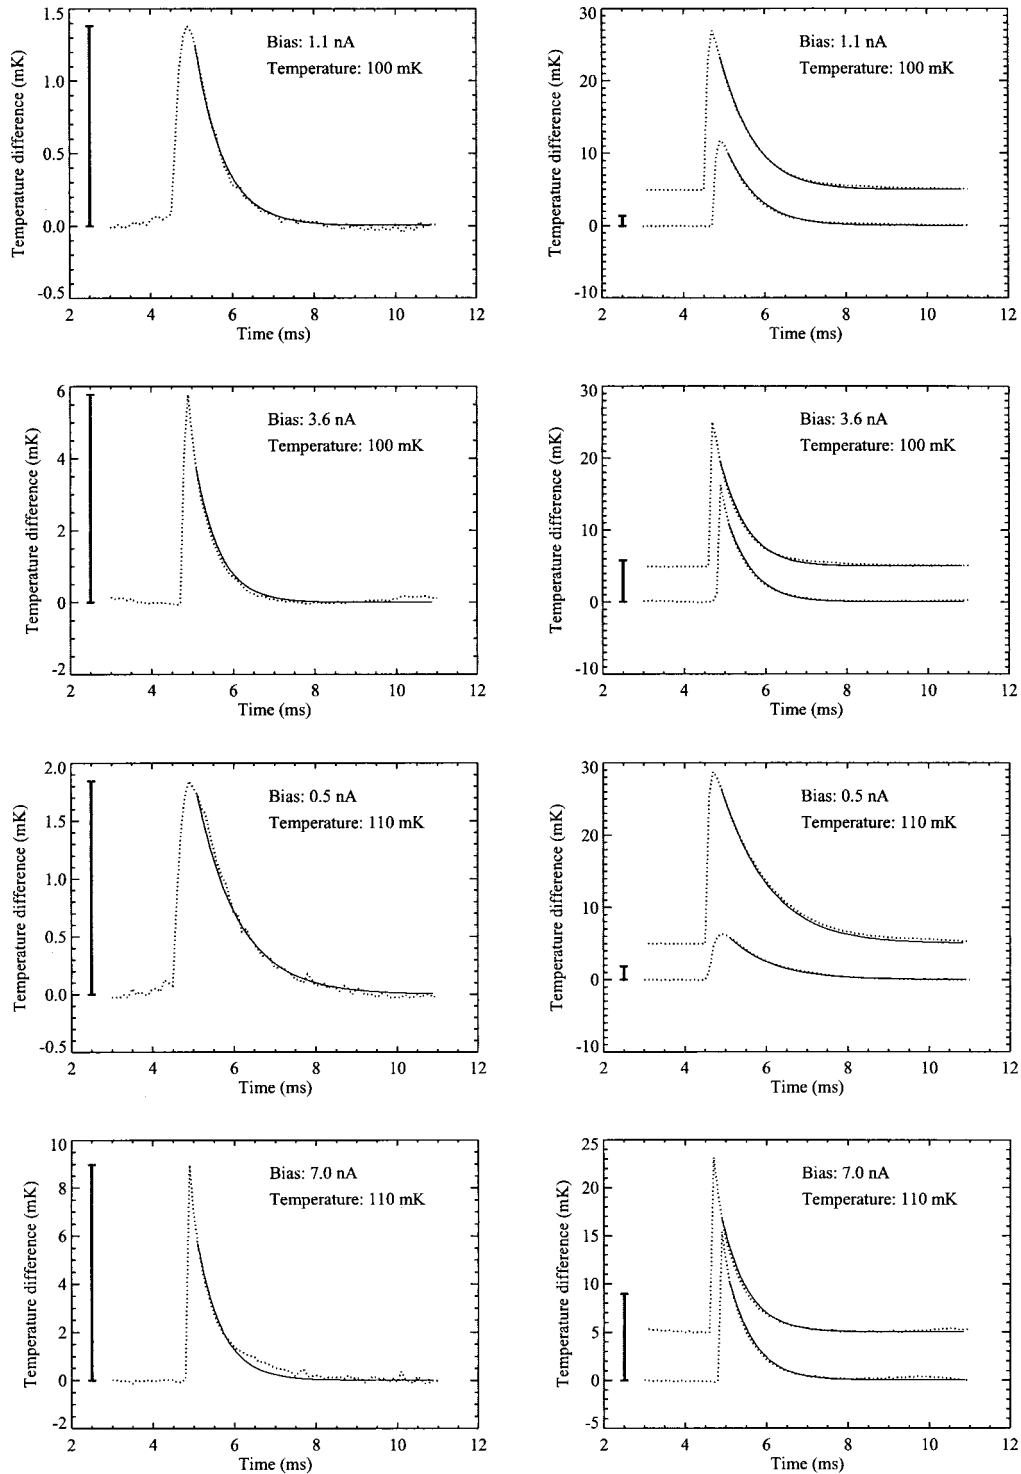 1.5
1.0
0.5
0.0
-0.5
2 4 6 8 10 12
Time (ms)
Temperature difference (mK)
Bias: 1.1 nA
Temperature: 100 mK
30
20
10
0
-10
2 4 6 8 10 12
Time (ms)
Temperature difference (mK)
Bias: 1.1 nA
Temperature: 100 mK
6
4
2
0
-2
2 4 6 8 10 12
Time (ms)
Temperature difference (mK)
Bias: 3.6 nA
Temperature: 100 mK
30
20
10
0
-10
2 4 6 8 10 12
Time (ms)
Temperature difference (mK)
Bias: 3.6 nA
Temperature: 100 mK
2.0
1.5
1.0
0.5
0.0
-0.5
2 4 6 8 10 12
Time (ms)
Temperature difference (mK)
Bias: 0.5 nA
Temperature: 110 mK
30
20
10
0
-10
2 4 6 8 10 12
Time (ms)
Temperature difference (mK)
Bias: 0.5 nA
Temperature: 110 mK
10
8
6
4
2
0
-2
2 4 6 8 10 12
Time (ms)
Temperature difference (mK)
Bias: 7.0 nA
Temperature: 110 mK
25
20
15
10
5
0
-5
2 4 6 8 10 12
Time (ms)
Temperature difference (mK)
Bias: 7.0 nA
Temperature: 110 mK